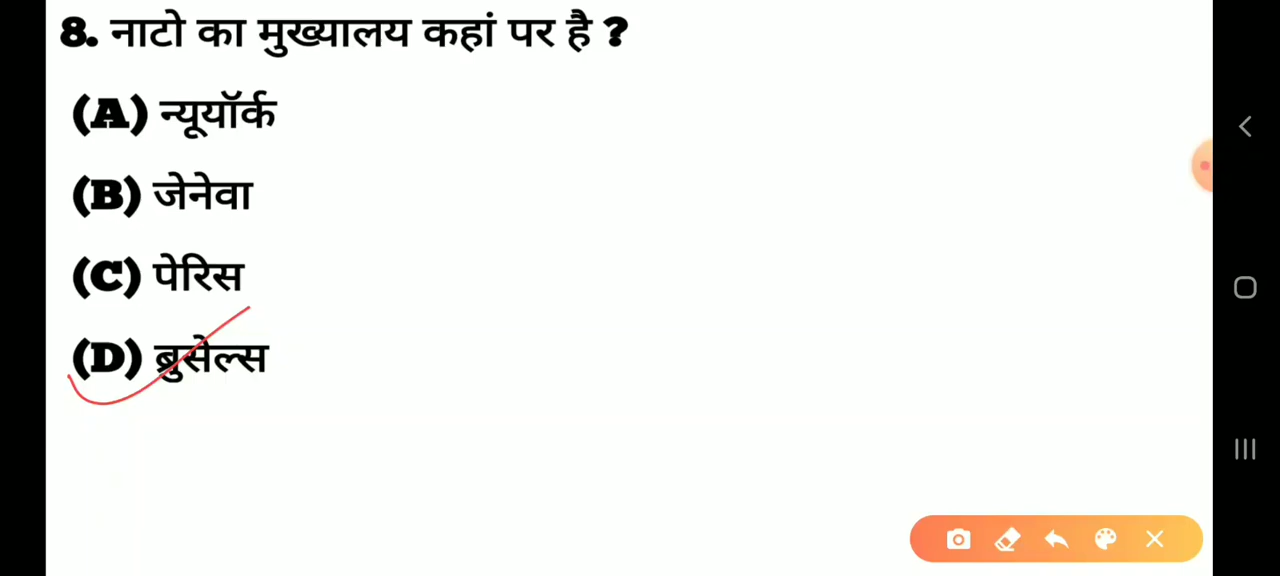 8. नाटो का मुख्यालय कहां पर है ?
(A) न्यूयॉर्क
(B) जेनेवा
(C) पेरिस
(D) ब्रुसेल्स